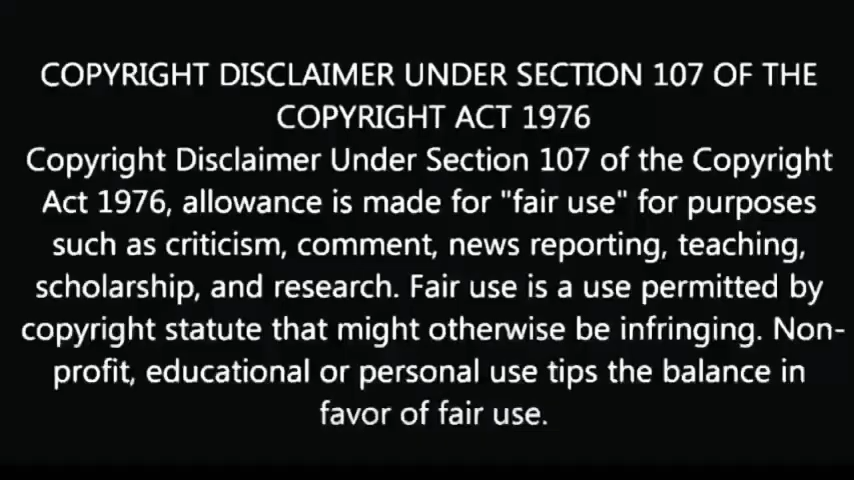 COPYRIGHT DISCLAIMER UNDER SECTION 107 OF THE
COPYRIGHT ACT 1976
Copyright Disclaimer Under Section 107 of the Copyright
Act 1976, allowance is made for "fair use" for purposes
such as criticism, comment, news reporting, teaching,
scholarship, and research. Fair use is a use permitted by
copyright statute that might otherwise be infringing. Non-
profit, educational or personal use tips the balance in
favor of fair use.